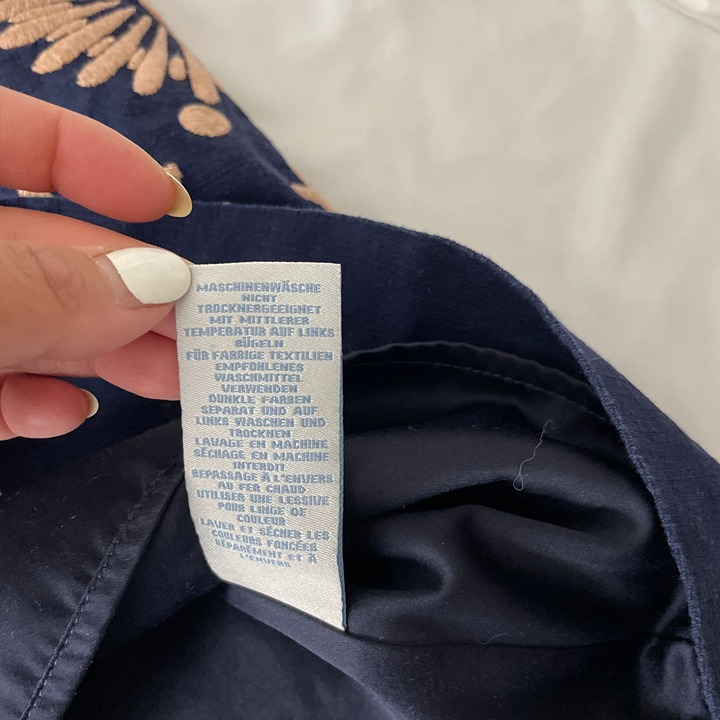 MASCHINENWÄSCHE
NICHT
TROCKNERGEEIGNET
MIT MITTLERER
TEMPERATUR AUF LINKS
BÜGELN
FÜR FARBIGE TEXTILIEN
EMPFOHLENES
WASCHMITTEL
VERWENDEN
DUNKLE FARBEN
SEPARAT UND AUF
LINKS WASCHEN UND
TROCKNEN
LAVAGE EN MACHINE
SÉCHAGE EN MACHINE
INTERDIT
REPASSAGE À L'ENVERS
AU FER CHAUD
UTILISER UNE LESSIVE
POUR LINGE DE
COULEUR
LAVER ET SÉCHER LES
COULEURS FONCÉES
SÉPARÉMENT ET À
L'ENVERS